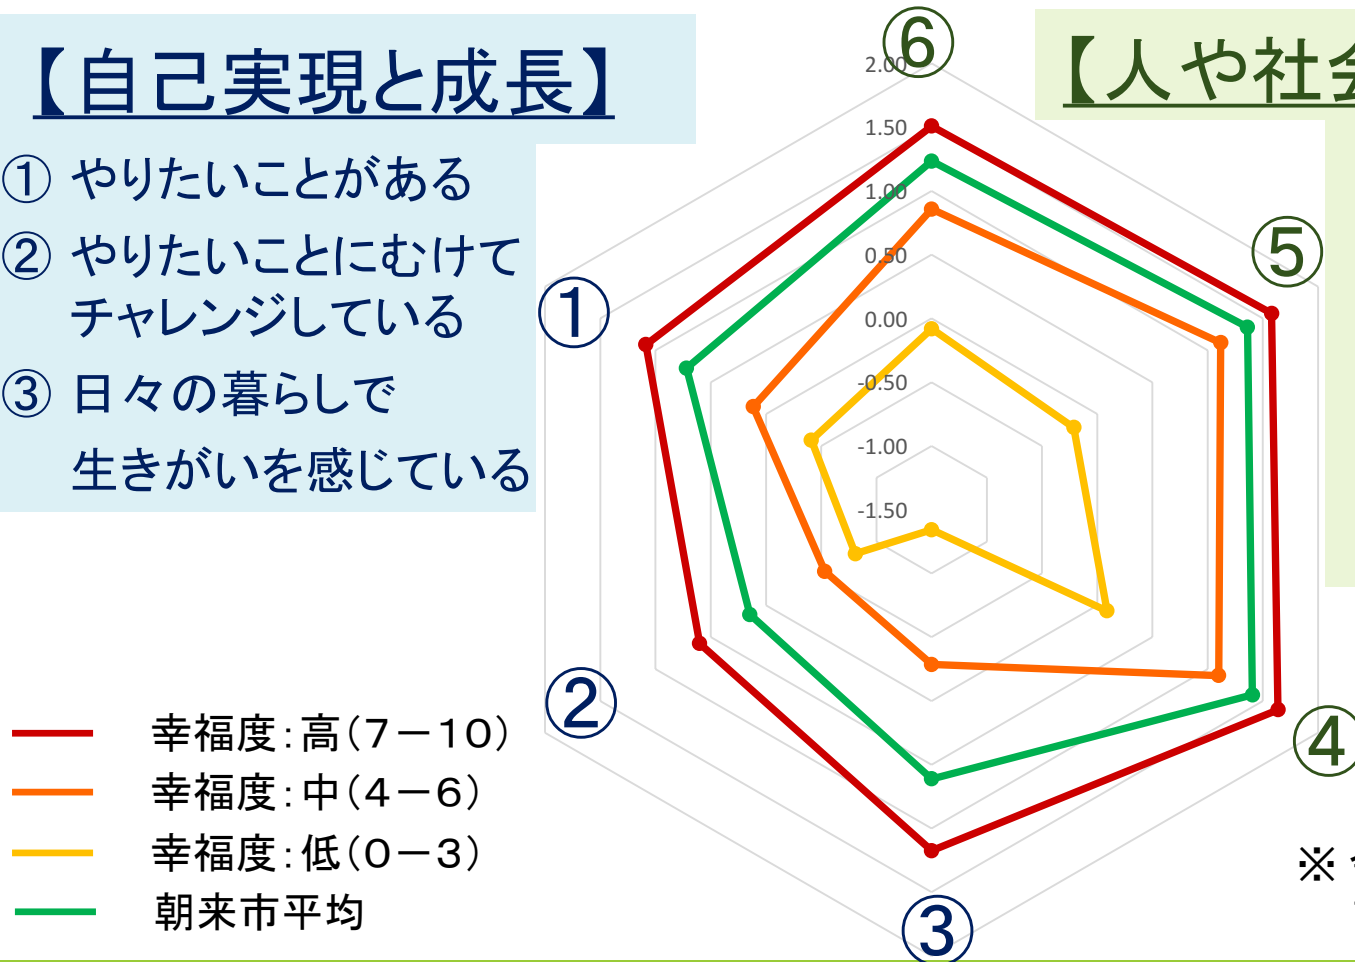 【自己実現と成長】
① やりたいことがある
② やりたいことにむけて
チャレンジしている
③ 日々の暮らしで
生きがいを感じている
【人や社会
⑥
2.00
1.50
1.00
0.50
0.00
-0.50
-1.00
-1.50
⑤
①
②
④
③
幸福度:高(7－10)
幸福度:中(4－6)
幸福度:低(0－3)
朝来市平均
※